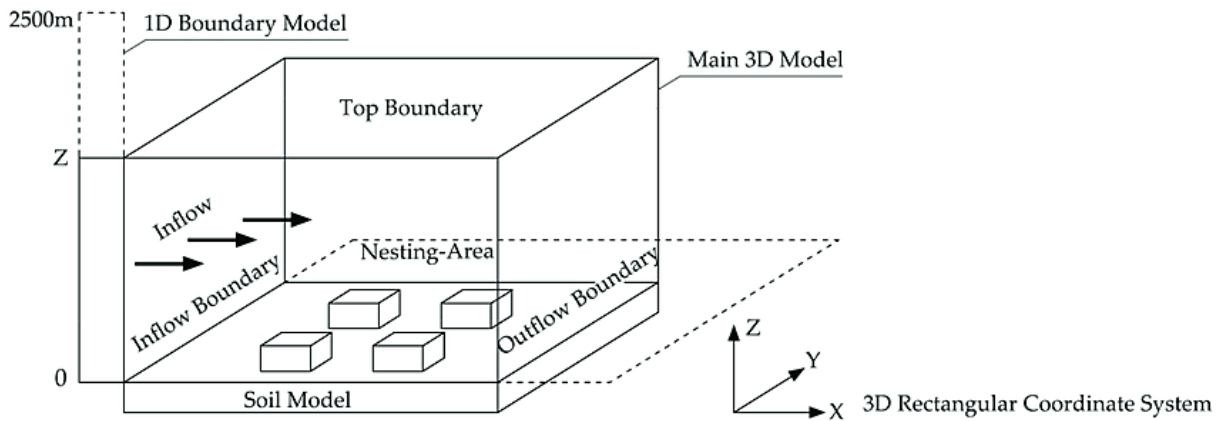 2500m
1D Boundary Model
Main 3D Model
Top Boundary
Z
Inflow
Nesting-Area
Inflow Boundary
Outflow Boundary
0
Soil Model
Z
Y
X
3D Rectangular Coordinate System